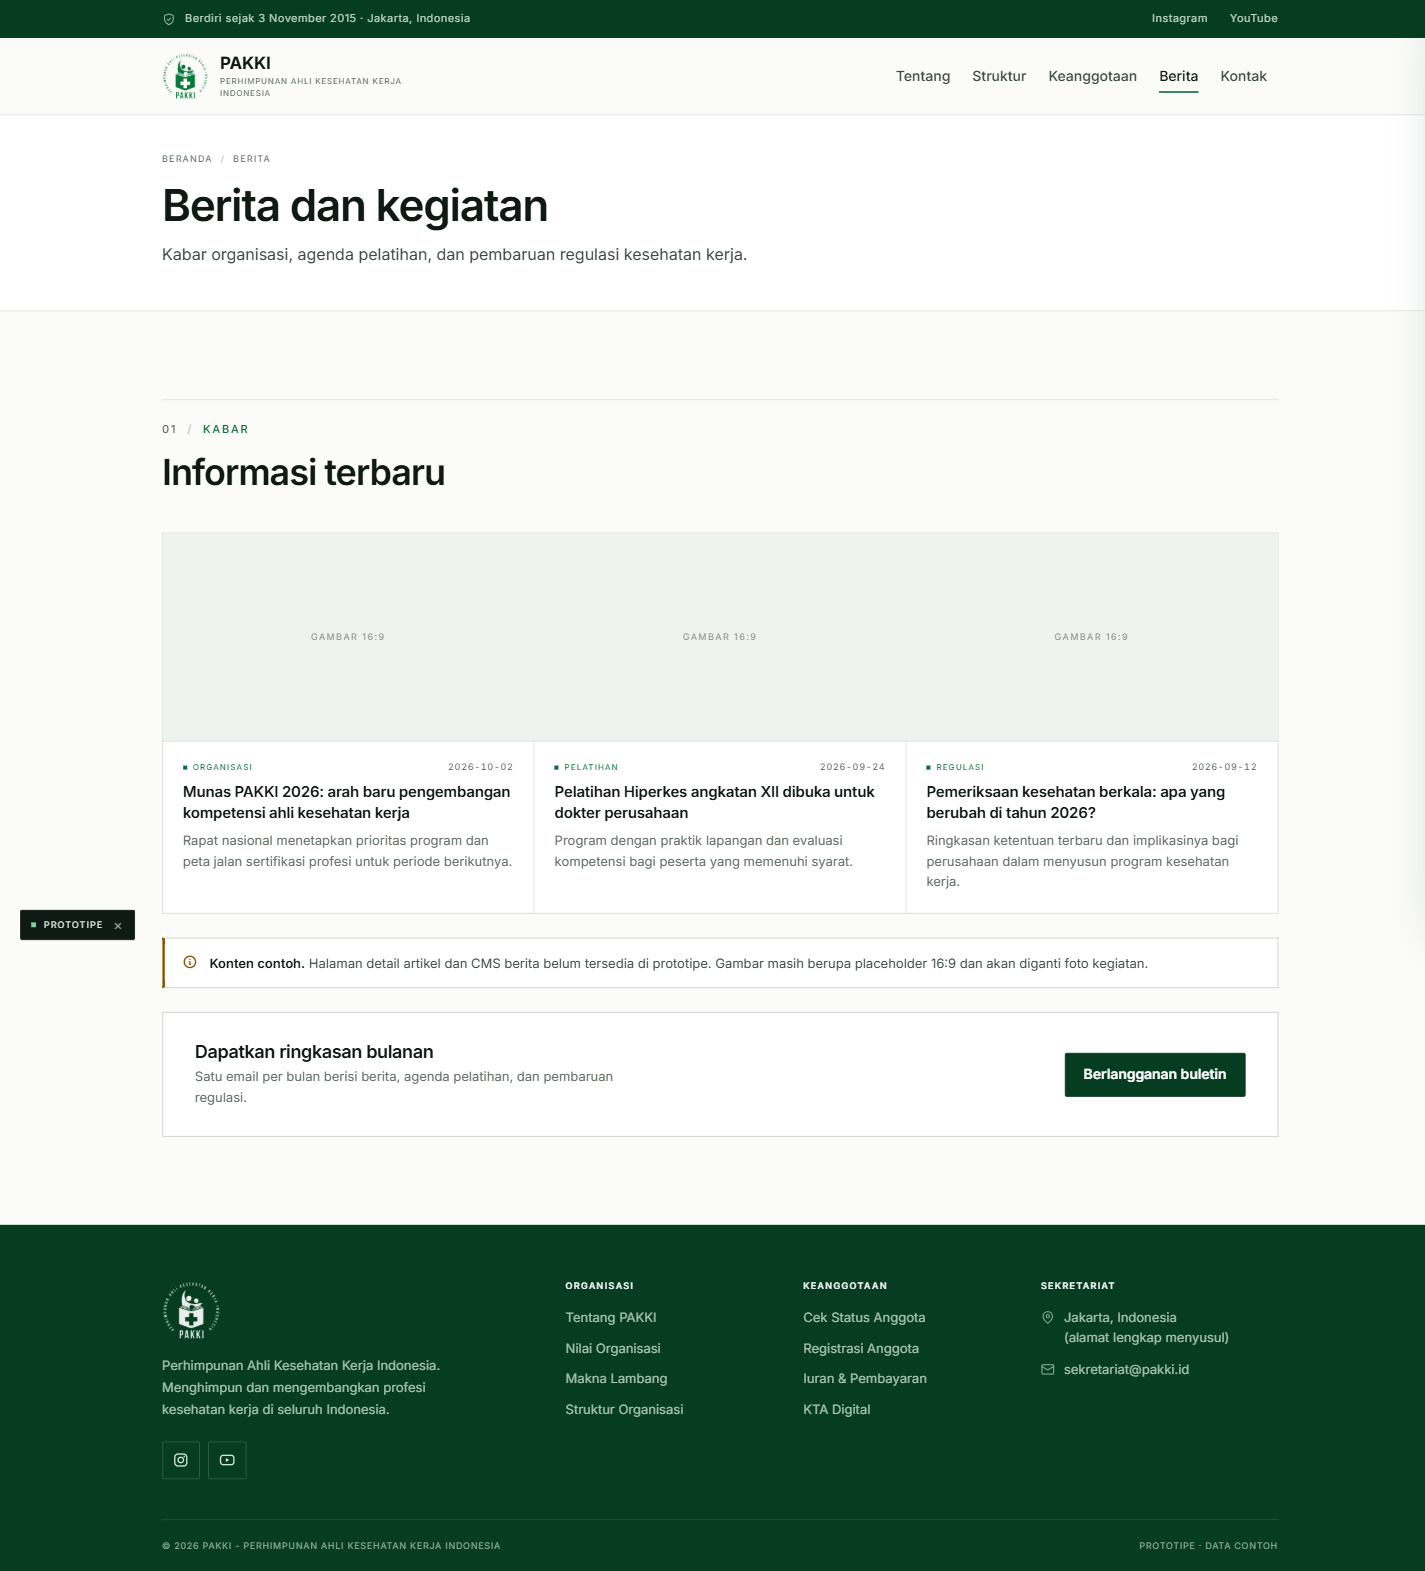 Berdiri sejak 3 November 2015 · Jakarta, Indonesia
Instagram YouTube
PAKKI
PERHIMPUNAN AHLI KESEHATAN KERJA
INDONESIA
Tentang Struktur Keanggotaan Berita Kontak
BERANDA / BERITA
Berita dan kegiatan
Kabar organisasi, agenda pelatihan, dan pembaruan regulasi kesehatan kerja.
01 / KABAR
Informasi terbaru
GAMBAR 16:9
GAMBAR 16:9
GAMBAR 16:9
ORGANISASI 2026-10-02
Munas PAKKI 2026: arah baru pengembangan
kompetensi ahli kesehatan kerja
Rapat nasional menetapkan prioritas program dan
peta jalan sertifikasi profesi untuk periode berikutnya.
PELATIHAN 2026-09-24
Pelatihan Hiperkes angkatan XII dibuka untuk
dokter perusahaan
Program dengan praktik lapangan dan evaluasi
kompetensi bagi peserta yang memenuhi syarat.
REGULASI 2026-09-12
Pemeriksaan kesehatan berkala: apa yang
berubah di tahun 2026?
Ringkasan ketentuan terbaru dan implikasinya bagi
perusahaan dalam menyusun program kesehatan
kerja.
PROTOTIPE ×
Konten contoh. Halaman detail artikel dan CMS berita belum tersedia di prototipe. Gambar masih berupa placeholder 16:9 dan akan diganti foto kegiatan.
Dapatkan ringkasan bulanan
Satu email per bulan berisi berita, agenda pelatihan, dan pembaruan
regulasi.
Berlangganan buletin
PAKKI
Perhimpunan Ahli Kesehatan Kerja Indonesia.
Menghimpun dan mengembangkan profesi
kesehatan kerja di seluruh Indonesia.
ORGANISASI
Tentang PAKKI
Nilai Organisasi
Makna Lambang
Struktur Organisasi
KEANGGOTAAN
Cek Status Anggota
Registrasi Anggota
Iuran & Pembayaran
KTA Digital
SEKRETARIAT
Jakarta, Indonesia
(alamat lengkap menyusul)
sekretariat@pakki.id
© 2026 PAKKI - PERHIMPUNAN AHLI KESEHATAN KERJA INDONESIA
PROTOTIPE · DATA CONTOH